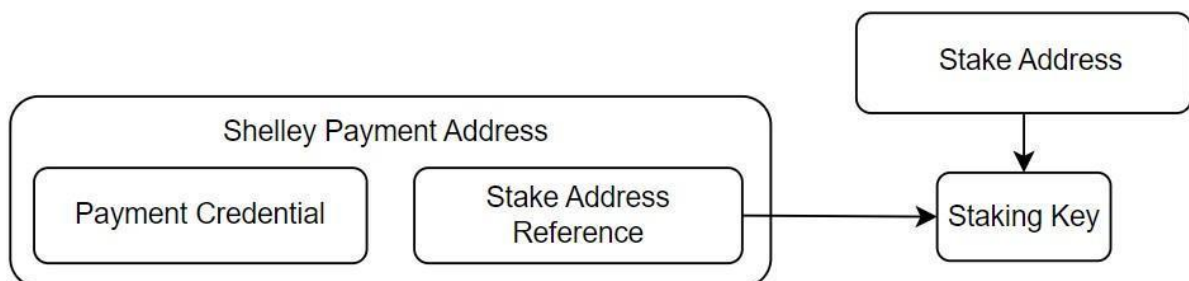 Stake Address
Shelley Payment Address
Payment Credential
Stake Address
Reference
Staking Key